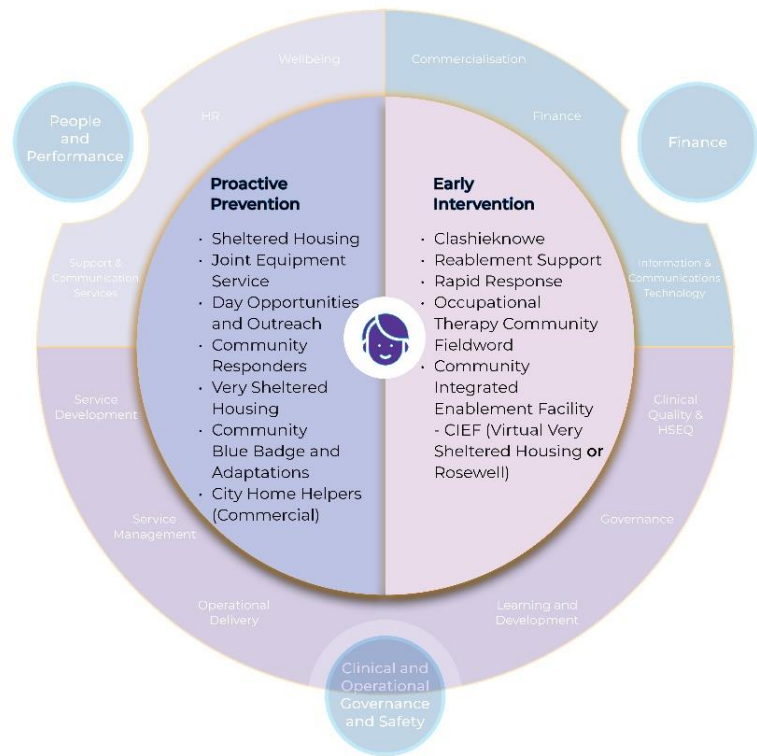 Wellbeing
Commercialisation
People
and
Performance
HR
Finance
Finance
Proactive
Prevention
· Sheltered Housing
· Joint Equipment
Service
· Day Opportunities
and Outreach
· Community
Responders
· Very Sheltered
Housing
· Community
Blue Badge and
Adaptations
· City Home Helpers
(Commercial)
Early
Intervention
· Clashieknowe
· Reablement Support
· Rapid Response
· Occupational
Therapy Community
Fieldword
· Community
Integrated
Enablement Facility
- CIEF (Virtual Very
Sheltered Housing or
Rosewell)
Support &
Communication
Services
Information &
Communications
Technology
Service
Development
Clinical
Quality &
HSEQ
Service
Management
Governance
Operational
Delivery
Learning and
Development
Clinical and
Operational
Governance
and Safety